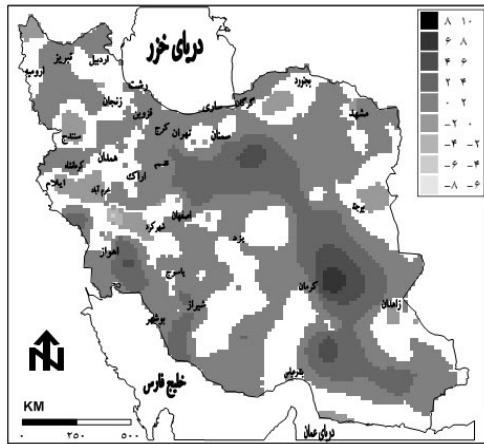 دریای خزر
تبریز
اردبیل
ارومیه
رشت
زنجان
قزوین
ساری
گرگان
بجنورد
مشهد
سنندج
کرج
تهران
سمنان
همدان
قم
کرمانشاه
اراک
ایلام
خرم آباد
بیرجند
اصفهان
شهرکرد
یزد
اهواز
یاسوج
کرمان
زاهدان
شیراز
بوشهر
بندرعباس
خلیج فارس
دریای عمان
N
KM
۰ ۲۵۰ ۵۰۰
۸ ۱۰
۶ ۸
۴ ۶
۲ ۴
۰ ۲
-۲ ۰
-۴ -۲
-۶ -۴
-۸ -۶